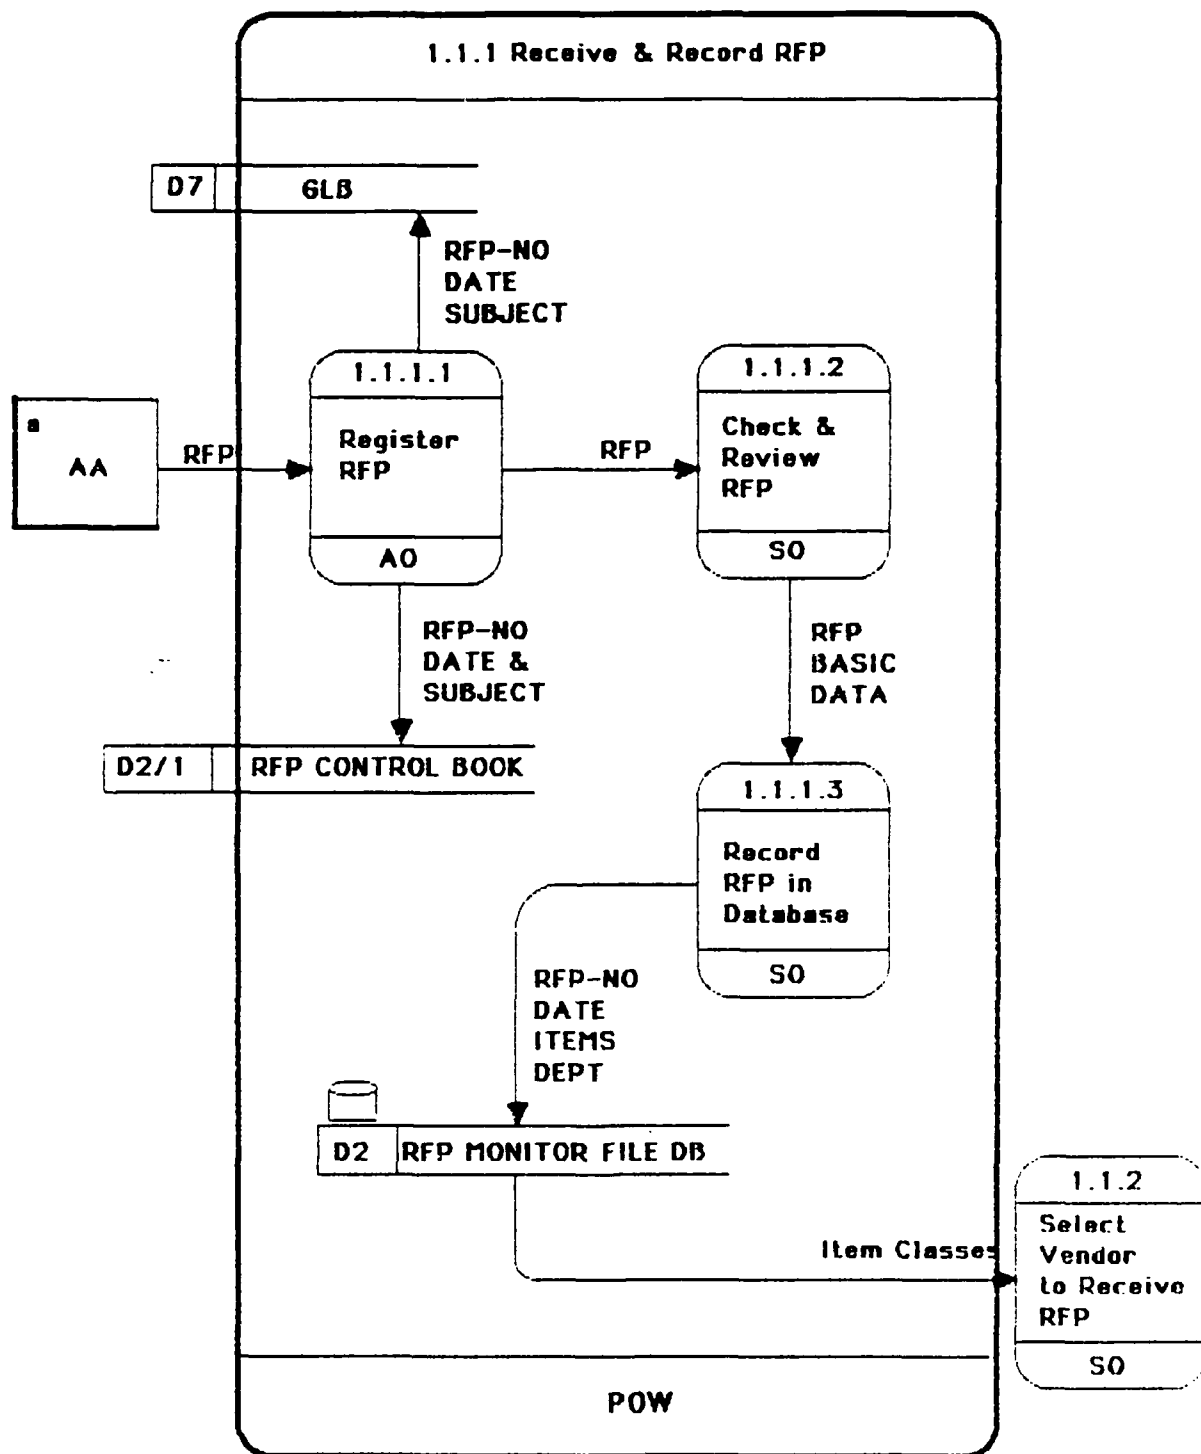 1.1.1 Receive & Record RFP
D7 GLB
RFP-NO
DATE
SUBJECT
1.1.1.1
Register
RFP
AO
1.1.1.2
Check &
Review
RFP
SO
a
AA
RFP
RFP
RFP-NO
DATE &
SUBJECT
RFP
BASIC
DATA
D2/1 RFP CONTROL BOOK
1.1.1.3
Record
RFP in
Database
SO
RFP-NO
DATE
ITEMS
DEPT
D2 RFP MONITOR FILE DB
Item Classes
1.1.2
Select
Vendor
to Receive
RFP
SO
POW